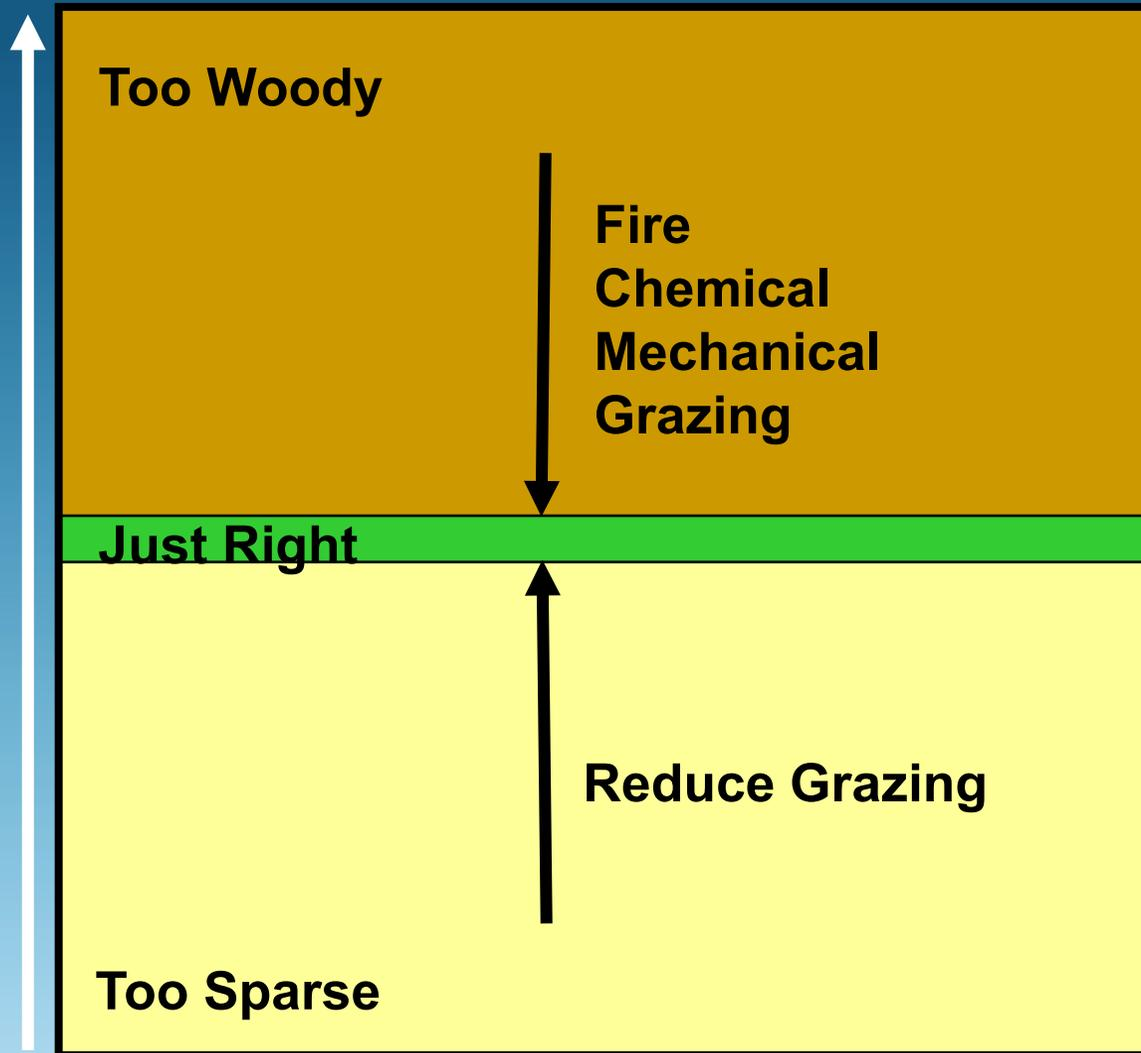 Too Woody
Fire
Chemical
Mechanical
Grazing
Just Right
Reduce Grazing
Too Sparse